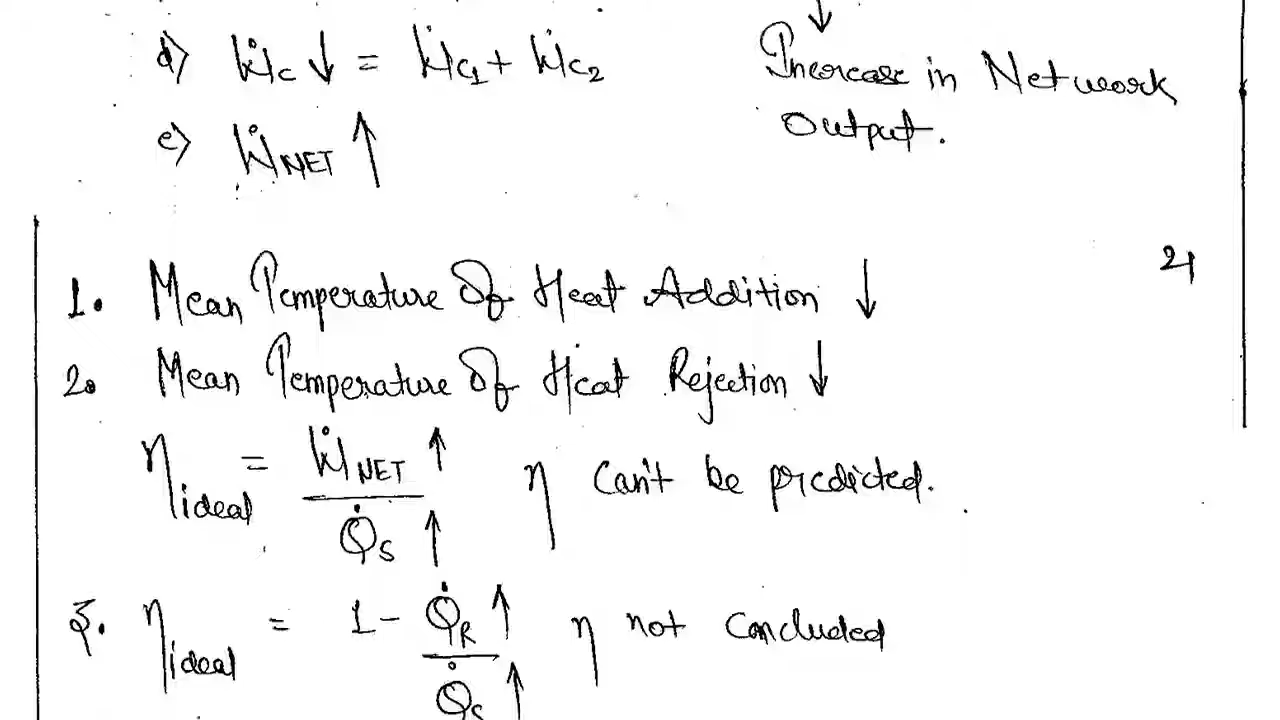 d) Ẇc ↓ = Ẇc1 + Ẇc2
↓
Increase in Network
Output.
e) ẆNET ↑
21
1. Mean Temperature Of Heat Addition ↓
2. Mean Temperature Of Heat Rejection ↓
ηideal = ẆNET ↑ / Q̇s ↑ η Can't be predicted.
3. ηideal = 1 - Q̇R ↑ / Q̇s ↑ η not Concluded